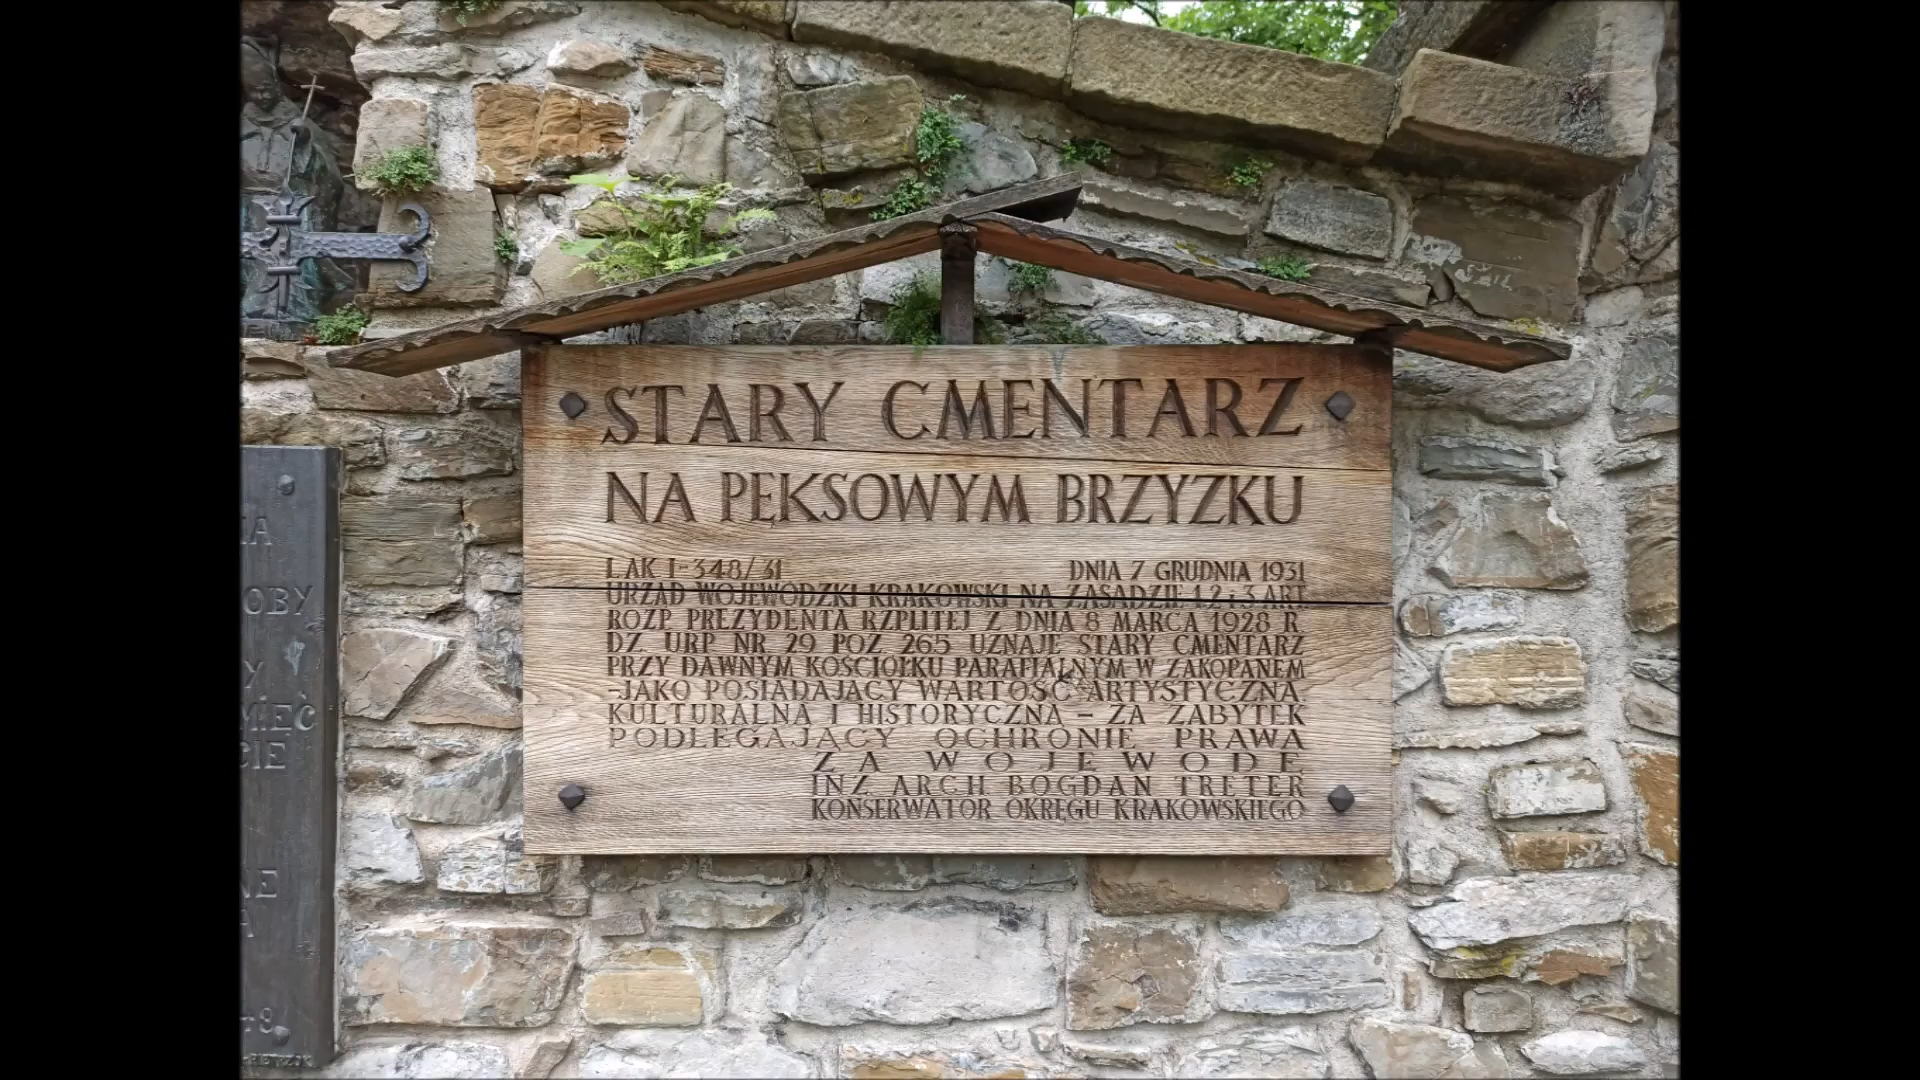 STARY CMENTARZ
NA PĘKSOWYM BRZYZKU
LAK I-348/31 DNIA 7 GRUDNIA 1931
URZĄD WOJEWÓDZKI KRAKOWSKI NA ZASADZIE 1 2 i 3 ART.
ROZP. PREZYDENTA RZPLITEJ Z DNIA 8 MARCA 1928 R.
DZ. URP. NR 29 POZ. 265 UZNAJE STARY CMENTARZ
PRZY DAWNYM KOŚCIOŁKU PARAFIALNYM W ZAKOPANEM
-JAKO POSIADAJĄCY WARTOŚĆ ARTYSTYCZNĄ
KULTURALNĄ I HISTORYCZNĄ - ZA ZABYTEK
PODLEGAJĄCY OCHRONIE PRAWA
ZA WOJEWODĘ
INŻ ARCH BOGDAN TRETER
KONSERWATOR OKRĘGU KRAKOWSKIEGO